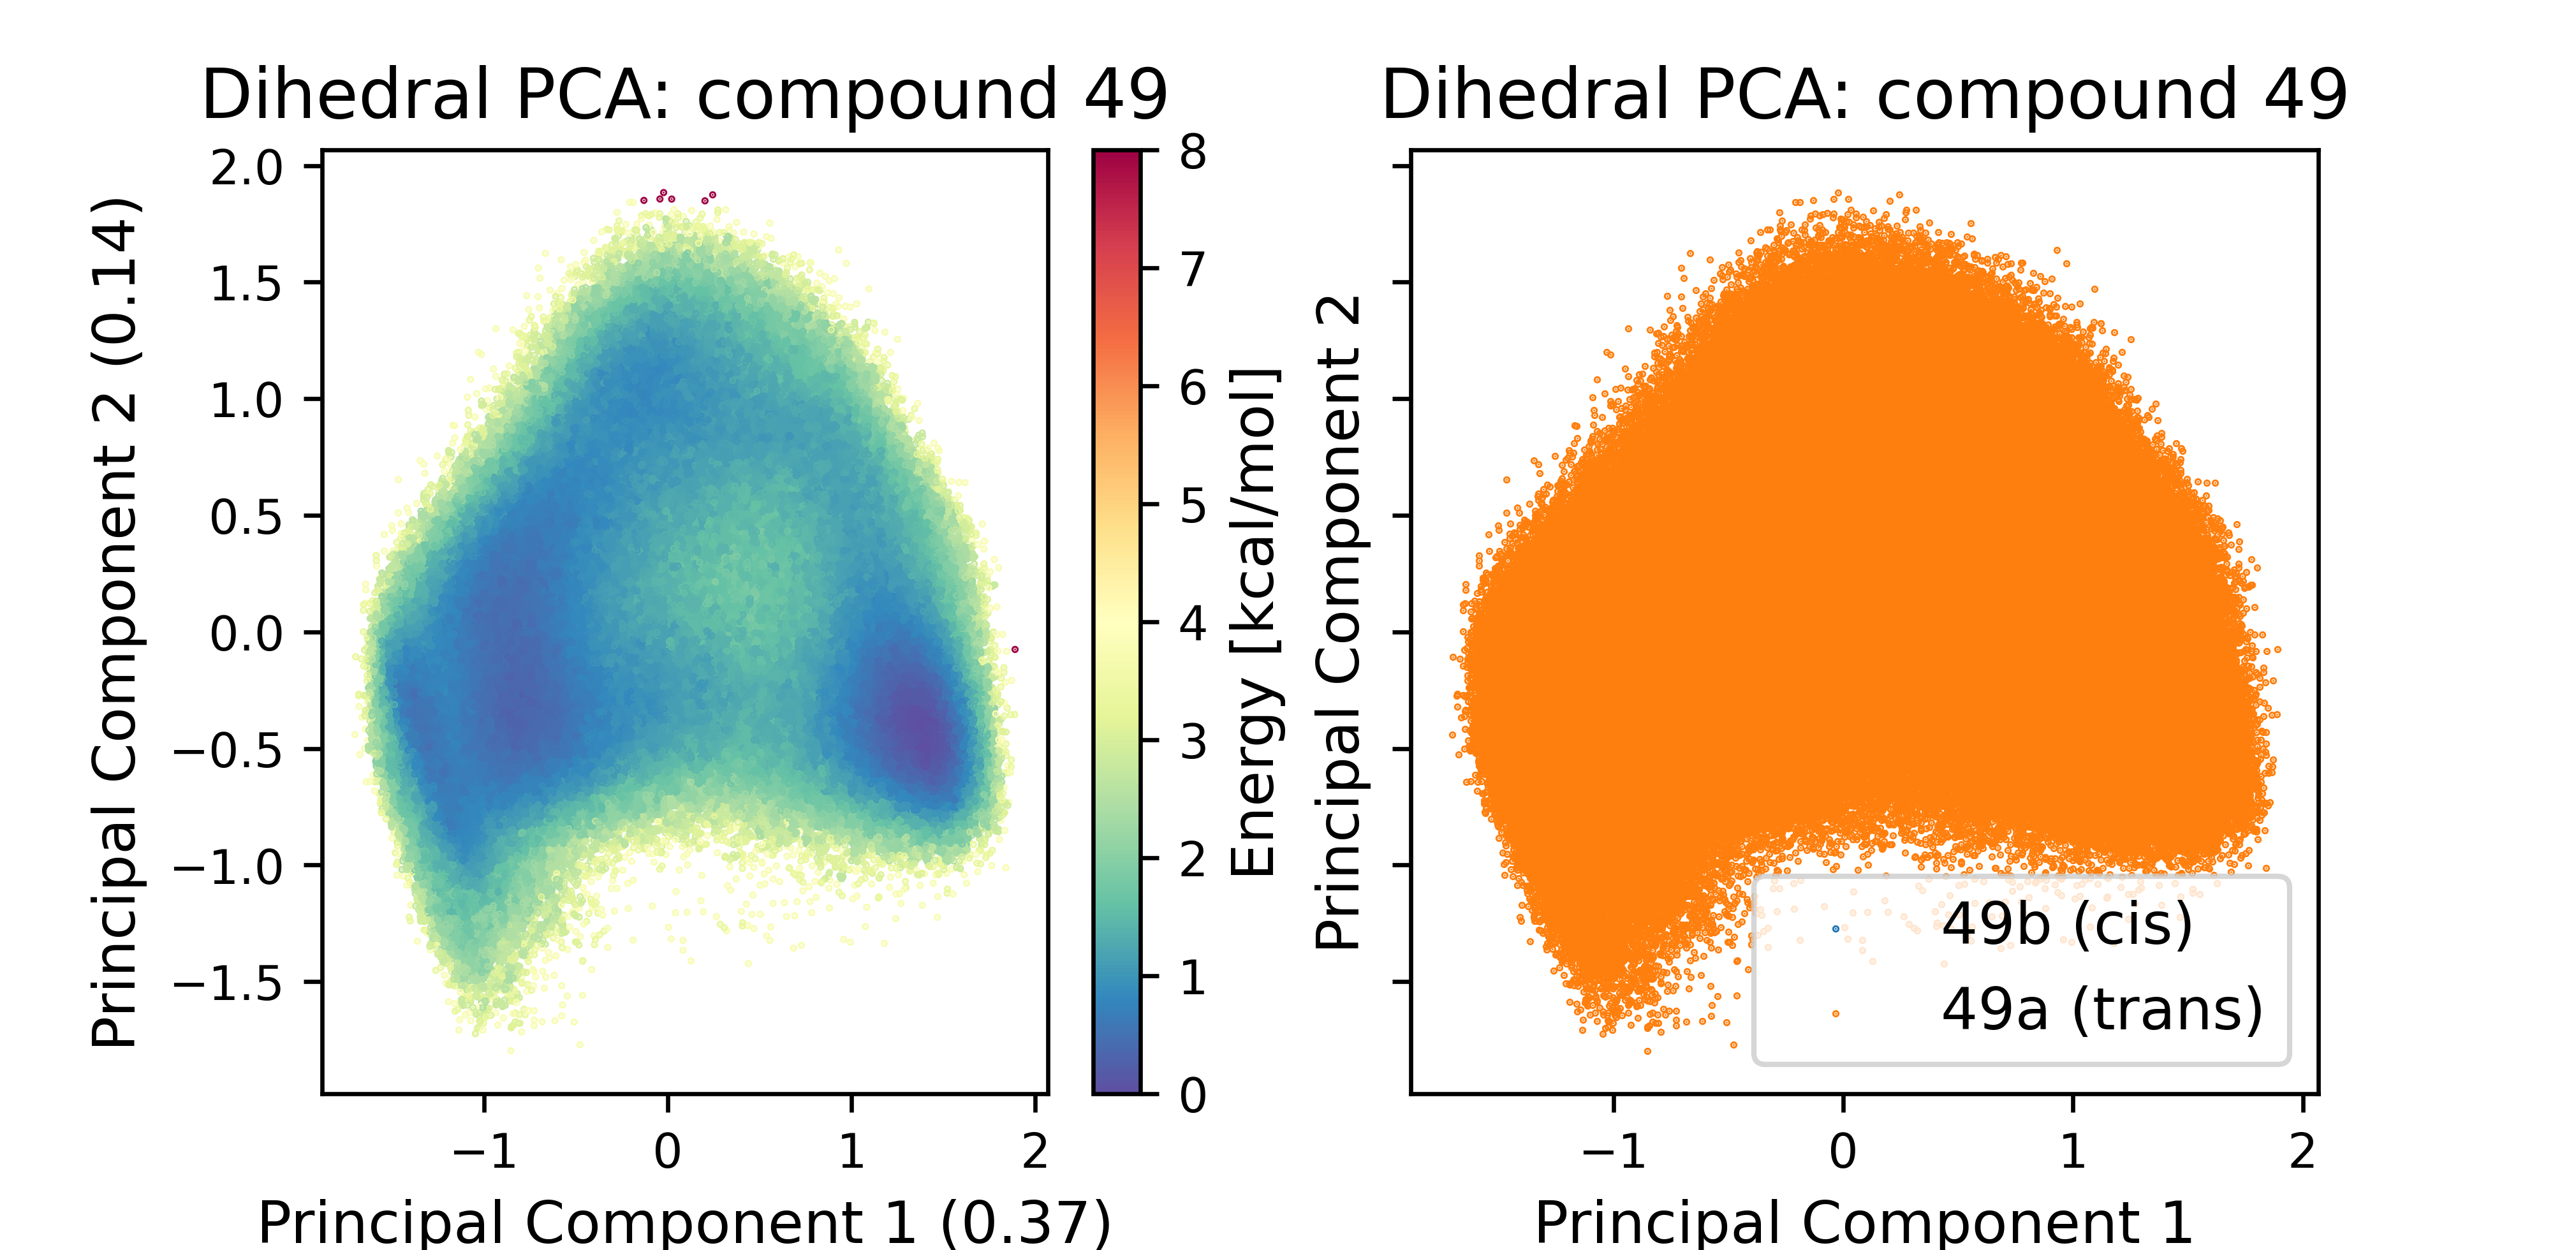 Dihedral PCA: compound 49
Principal Component 2 (0.14)
2.0
1.5
1.0
0.5
0.0
−0.5
−1.0
−1.5
−1
0
1
2
Principal Component 1 (0.37)
8
7
6
5
4
3
2
1
0
Energy [kcal/mol]
Dihedral PCA: compound 49
Principal Component 2
49b (cis)
49a (trans)
−1
0
1
2
Principal Component 1